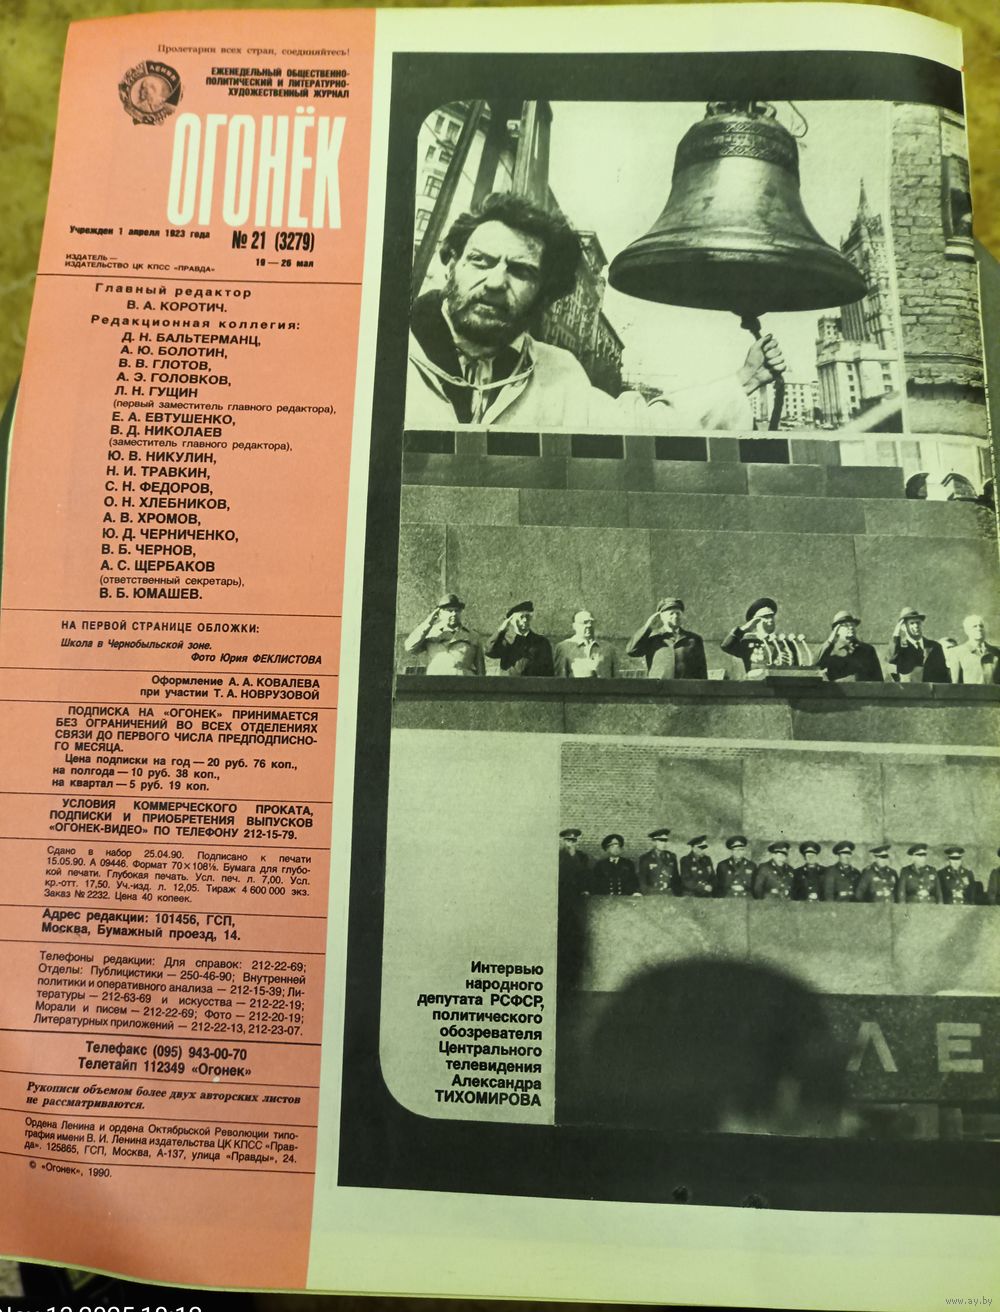 Пролетарии всех стран, соединяйтесь!
ЛЕНИН
ЕЖЕНЕДЕЛЬНЫЙ ОБЩЕСТВЕННО-
ПОЛИТИЧЕСКИЙ И ЛИТЕРАТУРНО-
ХУДОЖЕСТВЕННЫЙ ЖУРНАЛ
ОГОНЁК
Учрежден 1 апреля 1923 года
№ 21 (3279)
19 — 26 мая
ИЗДАТЕЛЬ —
ИЗДАТЕЛЬСТВО ЦК КПСС «ПРАВДА»
Главный редактор
В. А. КОРОТИЧ.
Редакционная коллегия:
Д. Н. БАЛЬТЕРМАНЦ,
А. Ю. БОЛОТИН,
В. В. ГЛОТОВ,
А. Э. ГОЛОВКОВ,
Л. Н. ГУЩИН
(первый заместитель главного редактора),
Е. А. ЕВТУШЕНКО,
В. Д. НИКОЛАЕВ
(заместитель главного редактора),
Ю. В. НИКУЛИН,
Н. И. ТРАВКИН,
С. Н. ФЕДОРОВ,
О. Н. ХЛЕБНИКОВ,
А. В. ХРОМОВ,
Ю. Д. ЧЕРНИЧЕНКО,
В. Б. ЧЕРНОВ,
А. С. ЩЕРБАКОВ
(ответственный секретарь),
В. Б. ЮМАШЕВ.
НА ПЕРВОЙ СТРАНИЦЕ ОБЛОЖКИ:
Школа в Чернобыльской зоне.
Фото Юрия ФЕКЛИСТОВА
Оформление А. А. КОВАЛЕВА
при участии Т. А. НОВРУЗОВОЙ
ПОДПИСКА НА «ОГОНЕК» ПРИНИМАЕТСЯ
БЕЗ ОГРАНИЧЕНИЙ ВО ВСЕХ ОТДЕЛЕНИЯХ
СВЯЗИ ДО ПЕРВОГО ЧИСЛА ПРЕДПОДПИСНО-
ГО МЕСЯЦА.
Цена подписки на год — 20 руб. 76 коп.,
на полгода — 10 руб. 38 коп.,
на квартал — 5 руб. 19 коп.
УСЛОВИЯ КОММЕРЧЕСКОГО ПРОКАТА,
ПОДПИСКИ И ПРИОБРЕТЕНИЯ ВЫПУСКОВ
«ОГОНЕК-ВИДЕО» ПО ТЕЛЕФОНУ 212-15-79.
Сдано в набор 25.04.90. Подписано к печати
15.05.90. А 09446. Формат 70×108⅛. Бумага для глубо-
кой печати. Глубокая печать. Усл. печ. л. 7,00. Усл.
кр.-отт. 17,50. Уч.-изд. л. 12,05. Тираж 4 600 000 экз.
Заказ № 2232. Цена 40 копеек.
Адрес редакции: 101456, ГСП,
Москва, Бумажный проезд, 14.
Телефоны редакции: Для справок: 212-22-69;
Отделы: Публицистики — 250-46-90; Внутренней
политики и оперативного анализа — 212-15-39; Ли-
тературы — 212-63-69 и искусства — 212-22-19;
Морали и писем — 212-22-69; Фото — 212-20-19;
Литературных приложений — 212-22-13, 212-23-07.
Телефакс (095) 943-00-70
Телетайп 112349 «Огонек»
Рукописи объемом более двух авторских листов
не рассматриваются.
Ордена Ленина и ордена Октябрьской Революции типо-
графия имени В. И. Ленина издательства ЦК КПСС «Прав-
да». 125865, ГСП, Москва, А-137, улица «Правды», 24.
© «Огонек», 1990.
Интервью
народного
депутата РСФСР,
политического
обозревателя
Центрального
телевидения
Александра
ТИХОМИРОВА
ЛЕ
www.ay.by